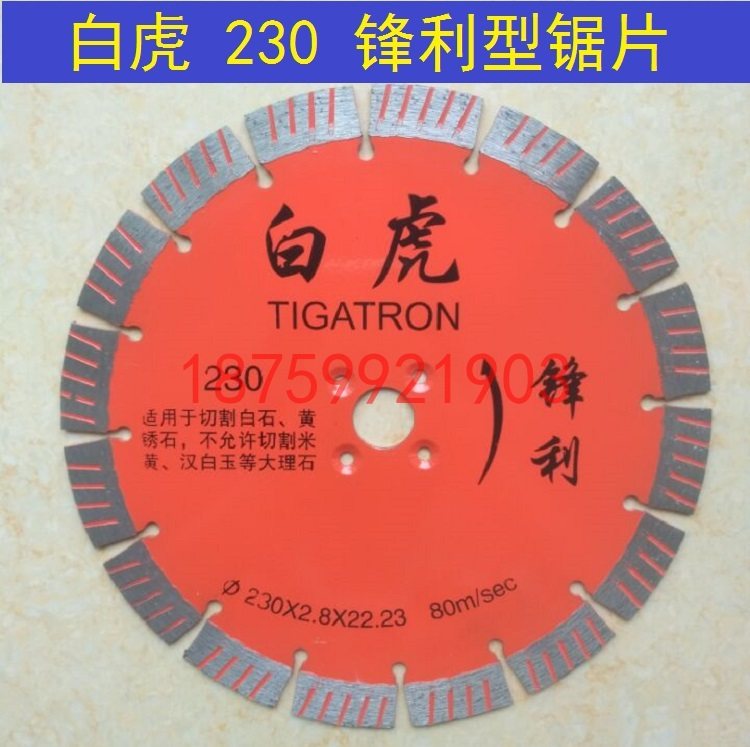 白虎 230 锋利型锯片
白虎
TIGATRON
18759921903
230
适用于切割白石、黄
锈石，不允许切割米
黄、汉白玉等大理石
锋利
Ø 230X2.8X22.23 80m/sec